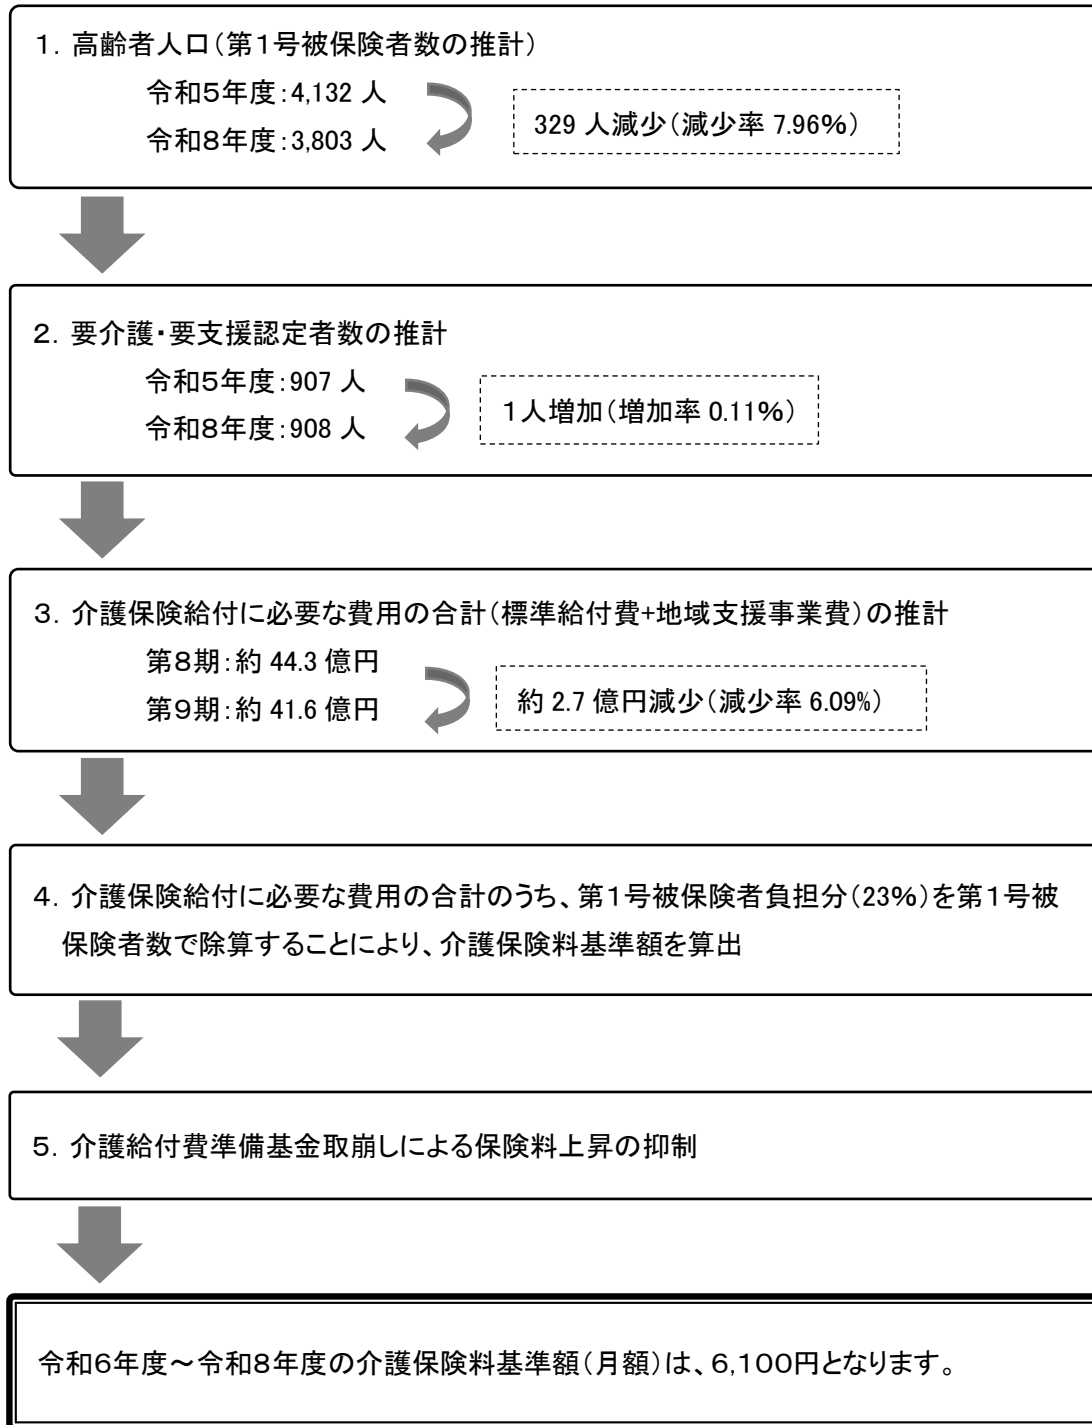 1．高齢者人口（第１号被保険者数の推計）
令和５年度：4,132 人
令和８年度：3,803 人
329 人減少（減少率 7.96％）
２．要介護・要支援認定者数の推計
令和５年度：907 人
令和８年度：908 人
１人増加（増加率 0.11％）
３．介護保険給付に必要な費用の合計（標準給付費+地域支援事業費）の推計
第８期：約 44.3 億円
第９期：約 41.6 億円
約 2.7 億円減少（減少率 6.09%）
４．介護保険給付に必要な費用の合計のうち、第１号被保険者負担分（23％）を第１号被
保険者数で除算することにより、介護保険料基準額を算出
５．介護給付費準備基金取崩しによる保険料上昇の抑制
令和６年度～令和８年度の介護保険料基準額（月額）は、６,１００円となります。